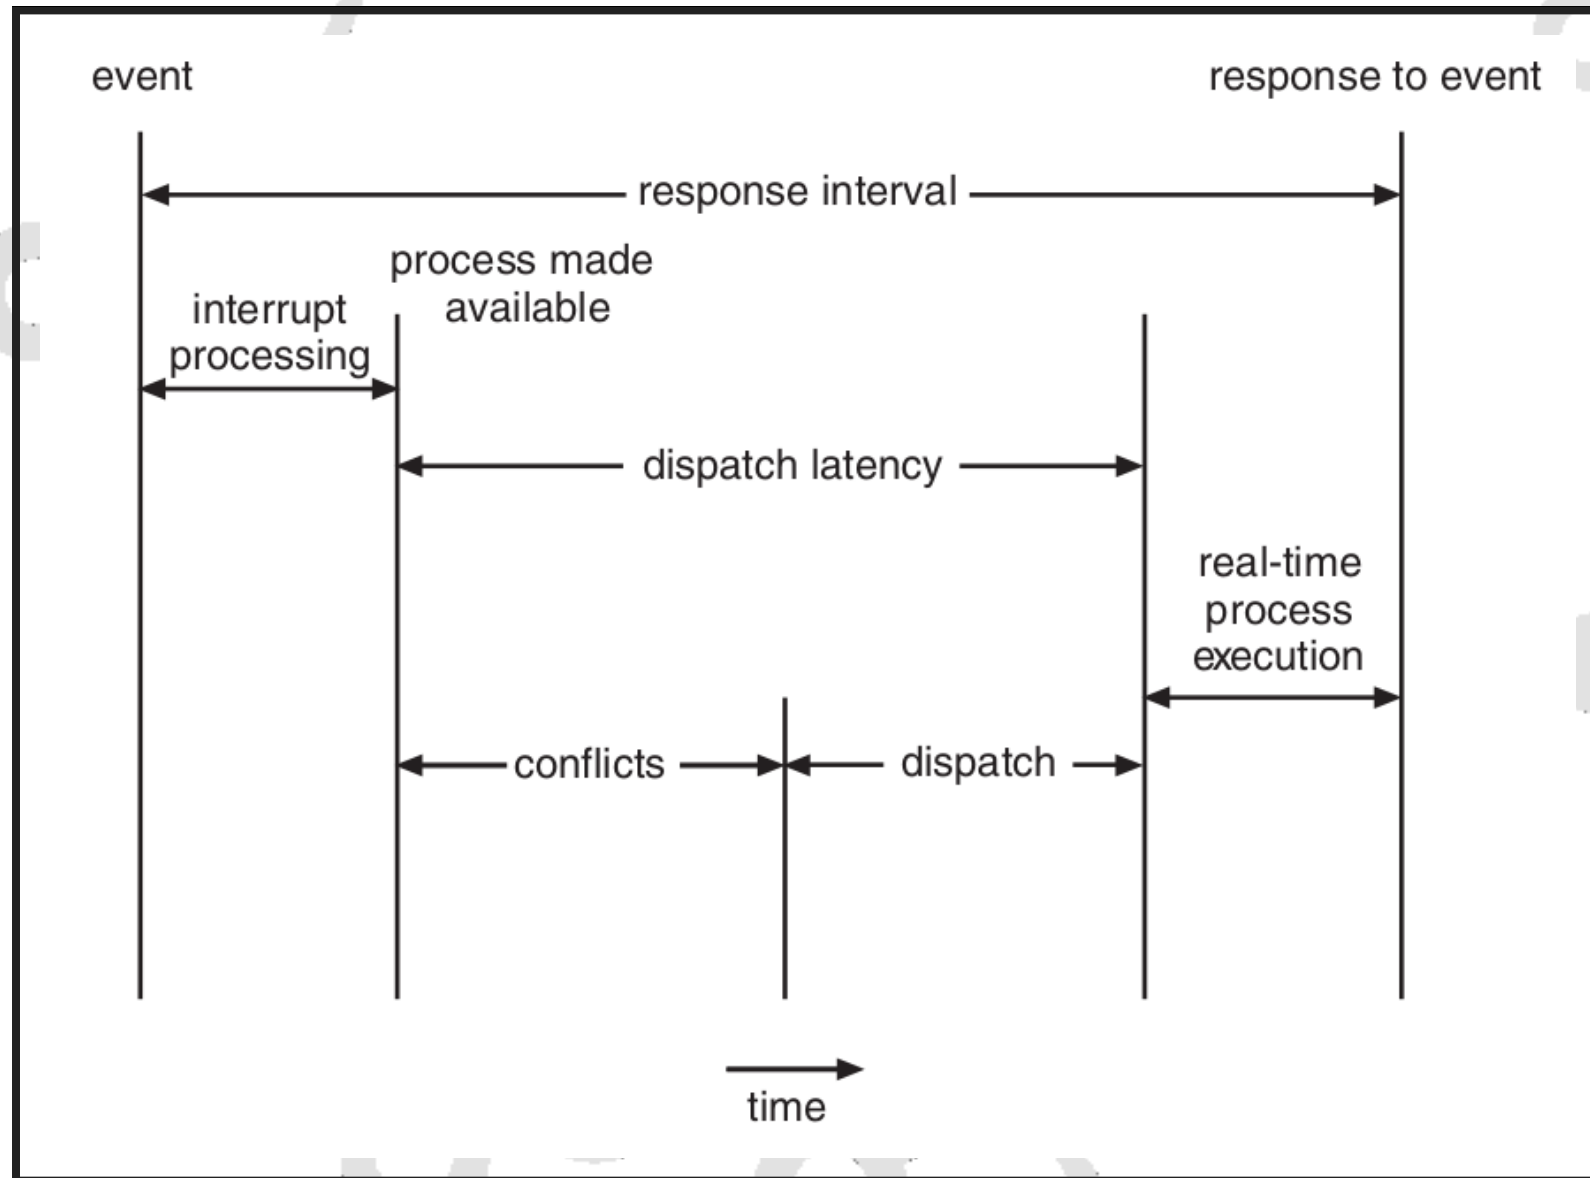 event
response to event
response interval
process made
available
interrupt
processing
dispatch latency
real-time
process
execution
conflicts
dispatch
time